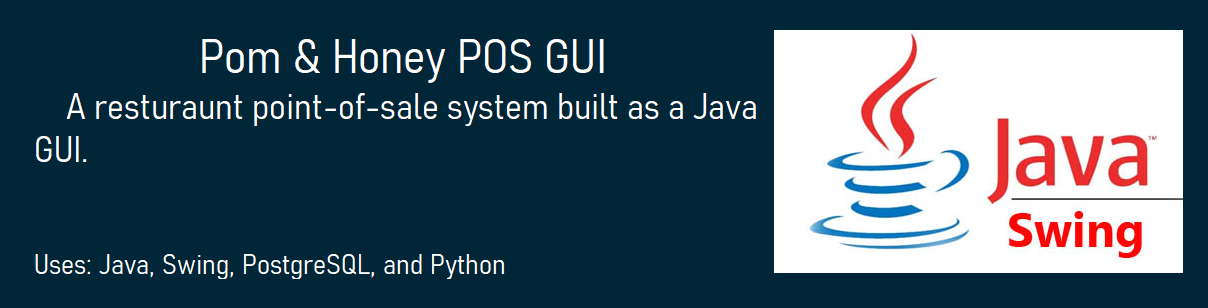 Pom & Honey POS GUI
A resturaunt point-of-sale system built as a Java
GUI.
Uses: Java, Swing, PostgreSQL, and Python
Java™
Swing